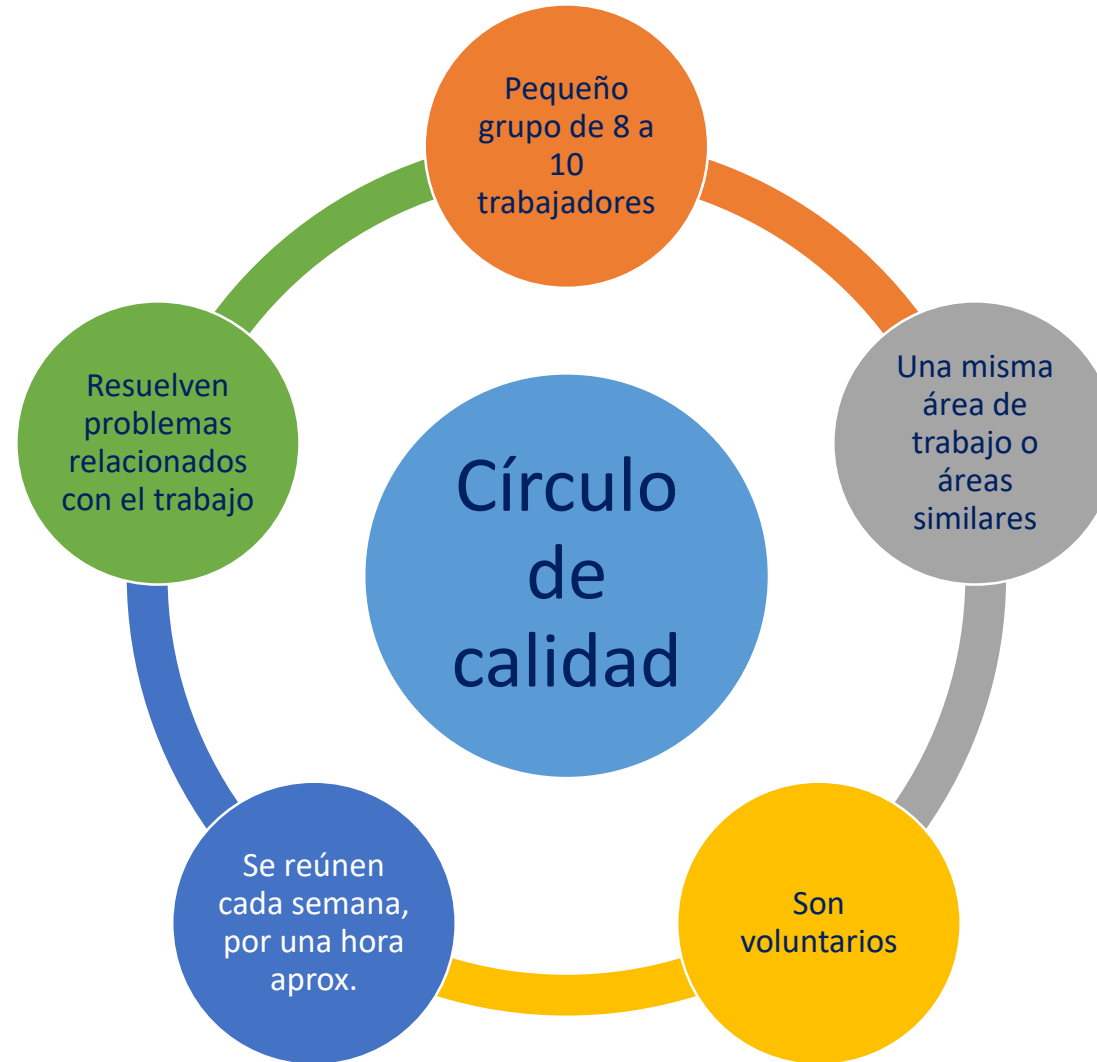 Pequeño
grupo de 8 a
10
trabajadores
Una misma
área de
trabajo o
áreas
similares
Son
voluntarios
Se reúnen
cada semana,
por una hora
aprox.
Resuelven
problemas
relacionados
con el trabajo
Círculo
de
calidad